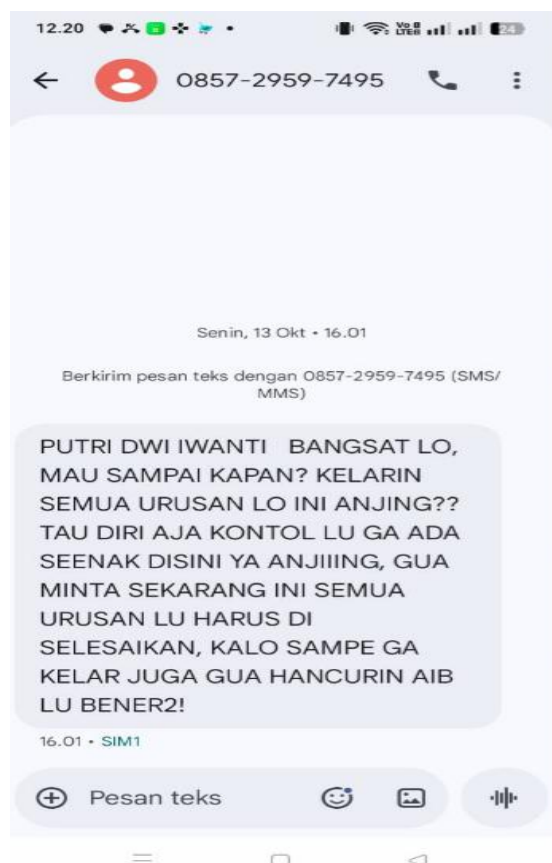 12.20
Vo B
LTE
24
0857-2959-7495
Senin, 13 Okt • 16.01
Berkirim pesan teks dengan 0857-2959-7495 (SMS/
MMS)
PUTRI DWI IWANTI   BANGSAT LO,
MAU SAMPAI KAPAN? KELARIN
SEMUA URUSAN LO INI ANJING??
TAU DIRI AJA KONTOL LU GA ADA
SEENAK DISINI YA ANJIIING, GUA
MINTA SEKARANG INI SEMUA
URUSAN LU HARUS DI
SELESAIKAN, KALO SAMPE GA
KELAR JUGA GUA HANCURIN AIB
LU BENER2!
16.01 • SIM1
Pesan teks